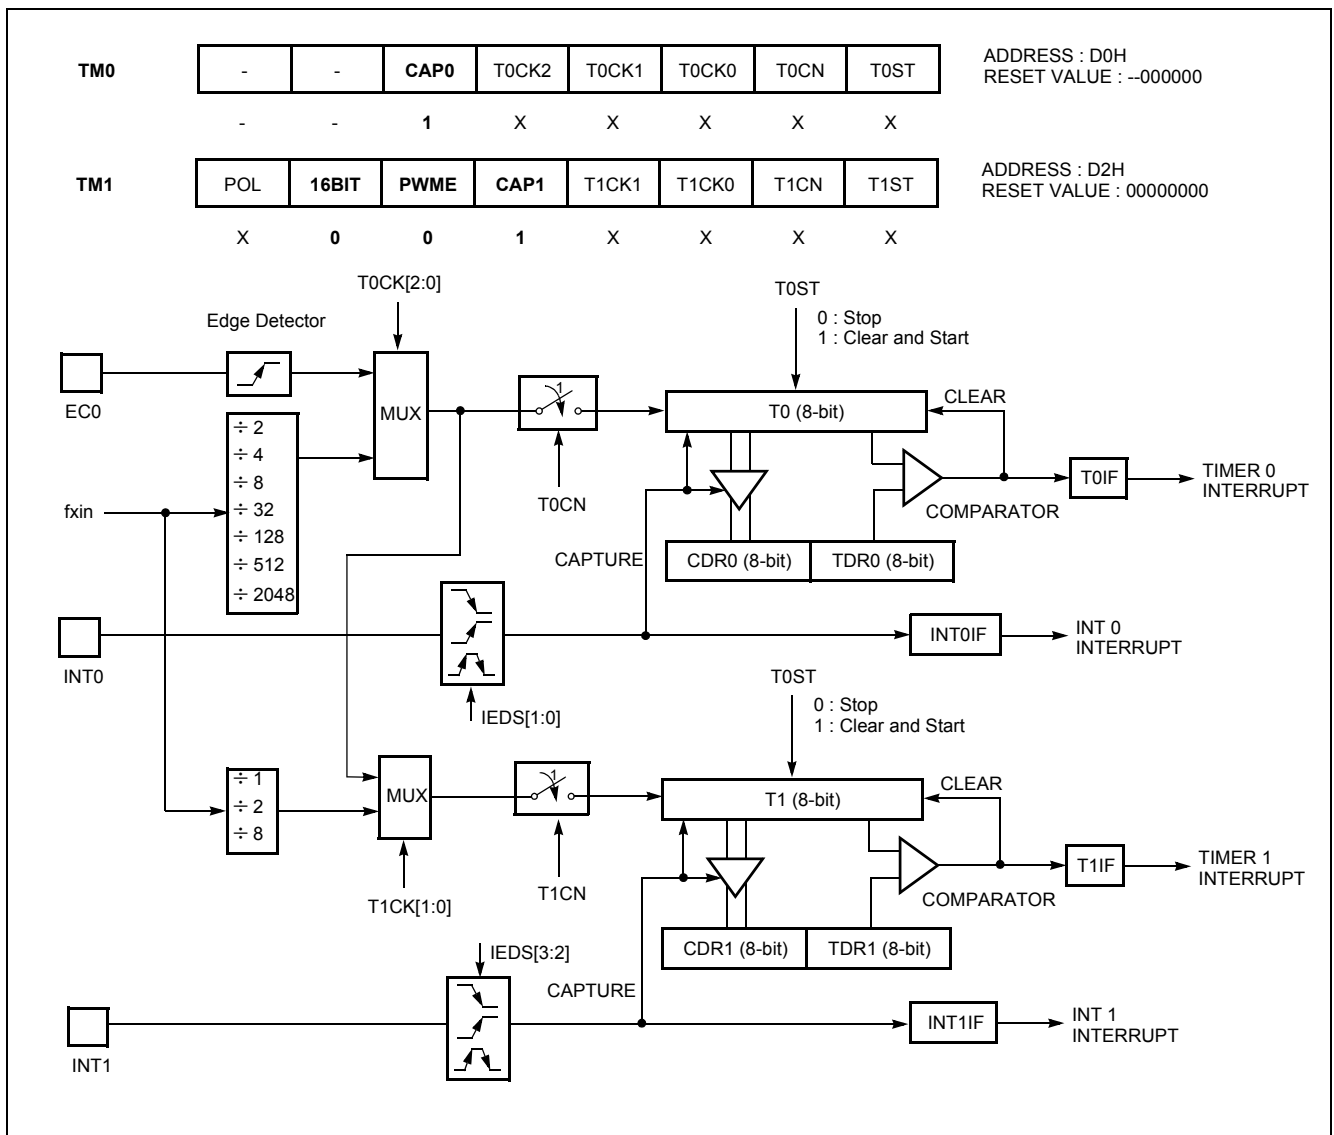 TM0 - - CAP0 T0CK2 T0CK1 T0CK0 T0CN T0ST
ADDRESS : D0H
RESET VALUE : --000000
- - 1 X X X X X
TM1 POL 16BIT PWME CAP1 T1CK1 T1CK0 T1CN T1ST
ADDRESS : D2H
RESET VALUE : 00000000
X 0 0 1 X X X X
T0CK[2:0]
T0ST
0 : Stop
1 : Clear and Start
Edge Detector
EC0
MUX
1
T0 (8-bit)
CLEAR
÷ 2
÷ 4
÷ 8
÷ 32
÷ 128
÷ 512
÷ 2048
fxin
T0CN
COMPARATOR
T0IF
TIMER 0
INTERRUPT
CAPTURE
CDR0 (8-bit)
TDR0 (8-bit)
INT0
INT0IF
INT 0
INTERRUPT
IEDS[1:0]
T0ST
0 : Stop
1 : Clear and Start
÷ 1
÷ 2
÷ 8
MUX
1
T1 (8-bit)
CLEAR
T1CK[1:0]
T1CN
COMPARATOR
T1IF
TIMER 1
INTERRUPT
IEDS[3:2]
CAPTURE
CDR1 (8-bit)
TDR1 (8-bit)
INT1
INT1IF
INT 1
INTERRUPT